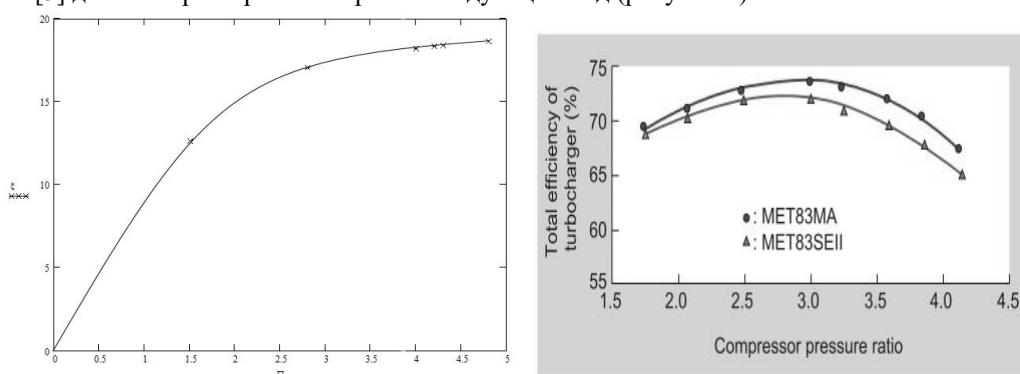 20
15
10
5
0
0 0.5 1 1.5 2 2.5 3 3.5 4 4.5 5
Total efficiency of
turbocharger (%)
75
70
65
60
55
●: MET83MA
▲: MET83SEII
1.5 2.0 2.5 3.0 3.5 4.0 4.5
Compressor pressure ratio